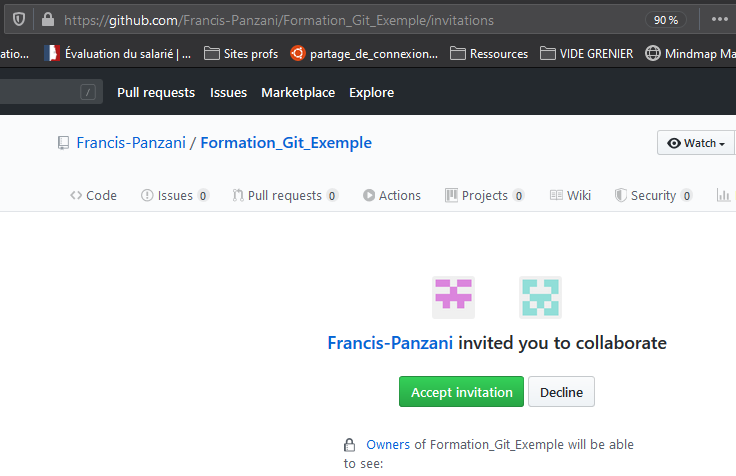 https://github.com/Francis-Panzani/Formation_Git_Exemple/invitations 90 % •••
atio... Évaluation du salarié | ... Sites profs partage_de_connexion... Ressources VIDE GRENIER Mindmap Ma
/ Pull requests Issues Marketplace Explore
Francis-Panzani / Formation_Git_Exemple Watch
Code Issues 0 Pull requests 0 Actions Projects 0 Wiki Security 0
Francis-Panzani invited you to collaborate
Accept invitation Decline
Owners of Formation_Git_Exemple will be able
to see: